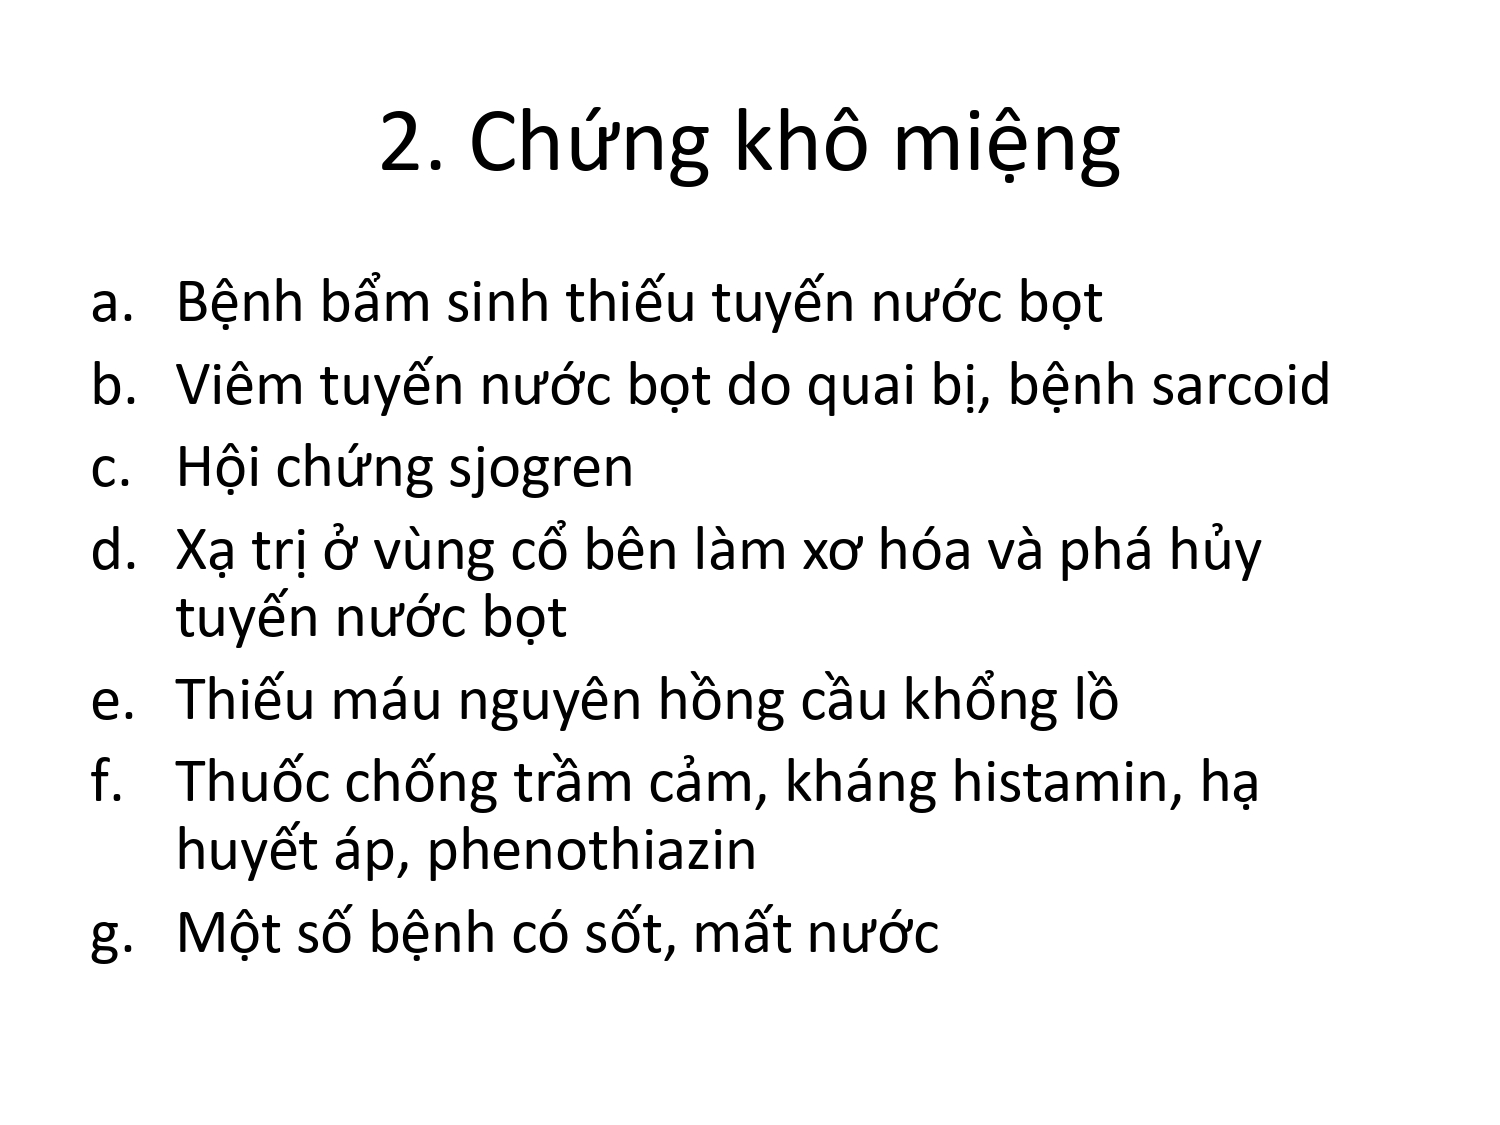 2. Chứng khô miệng
a. Bệnh bẩm sinh thiếu tuyến nước bọt
b. Viêm tuyến nước bọt do quai bị, bệnh sarcoid
c. Hội chứng sjogren
d. Xạ trị ở vùng cổ bên làm xơ hóa và phá hủy
tuyến nước bọt
e. Thiếu máu nguyên hồng cầu khổng lồ
f. Thuốc chống trầm cảm, kháng histamin, hạ
huyết áp, phenothiazin
g. Một số bệnh có sốt, mất nước